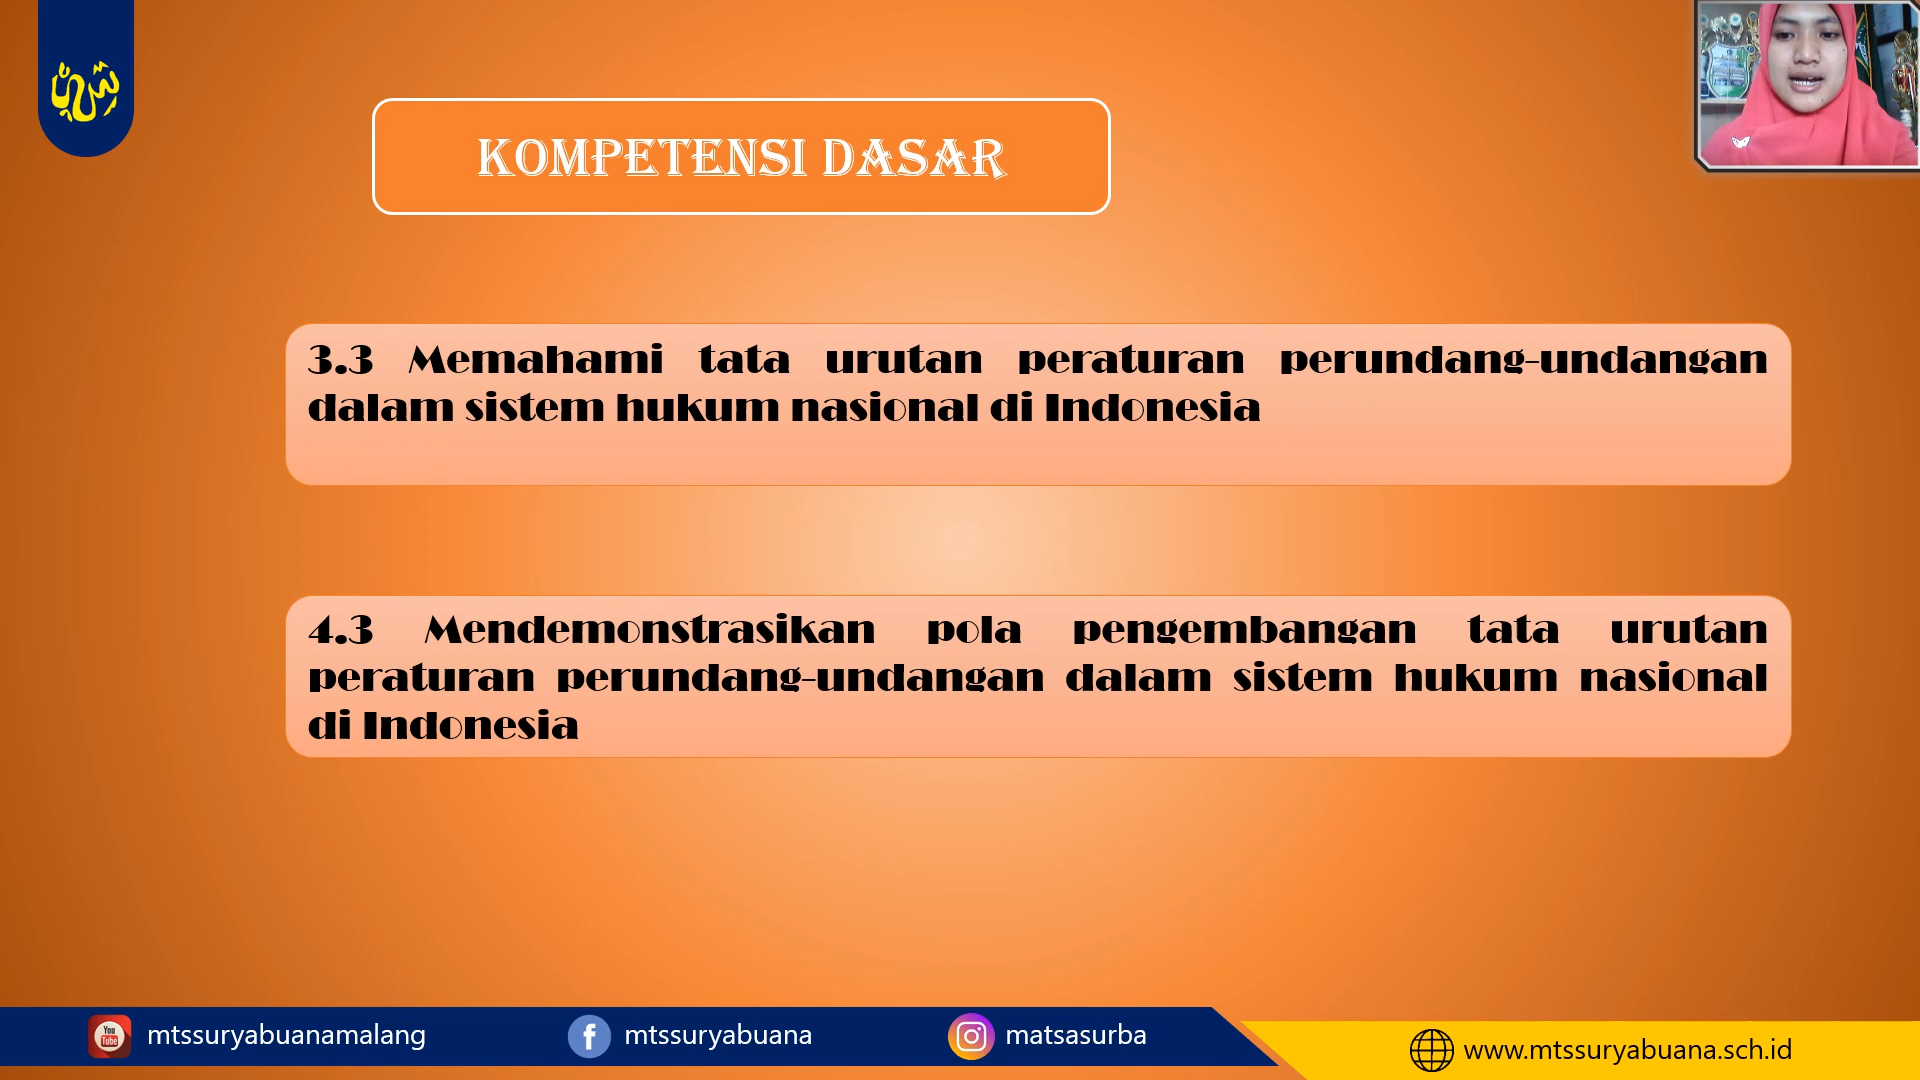 KOMPETENSI DASAR
3.3 Memahami tata urutan peraturan perundang-undangan
dalam sistem hukum nasional di Indonesia
4.3 Mendemonstrasikan pola pengembangan tata urutan
peraturan perundang-undangan dalam sistem hukum nasional
di Indonesia
You Tube mtssuryabuanamalang
mtssuryabuana
matsasurba
www.mtssuryabuana.sch.id